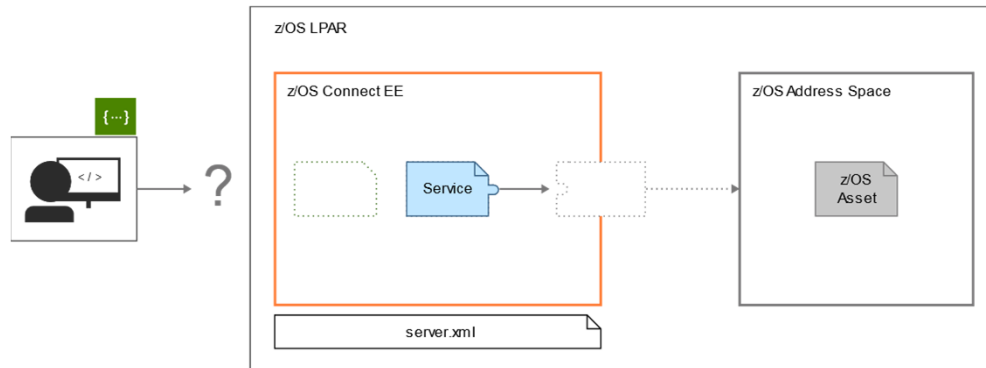 z/OS LPAR
z/OS Connect EE
z/OS Address Space
{···}
</>
?
Service
z/OS
Asset
server.xml